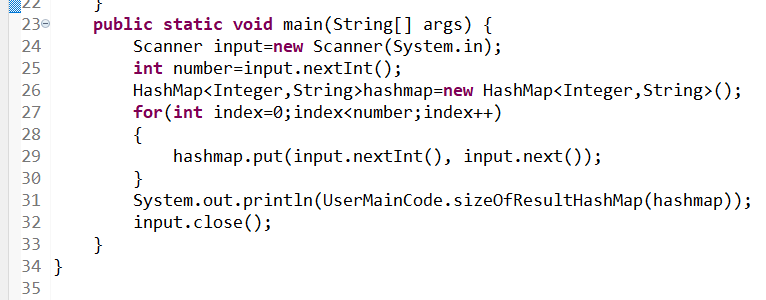 22 }
23 public static void main(String[] args) {
24 Scanner input=new Scanner(System.in);
25 int number=input.nextInt();
26 HashMap<Integer,String>hashmap=new HashMap<Integer,String>();
27 for(int index=0;index<number;index++)
28 {
29 hashmap.put(input.nextInt(), input.next());
30 }
31 System.out.println(UserMainCode.sizeOfResultHashMap(hashmap));
32 input.close();
33 }
34 }
35